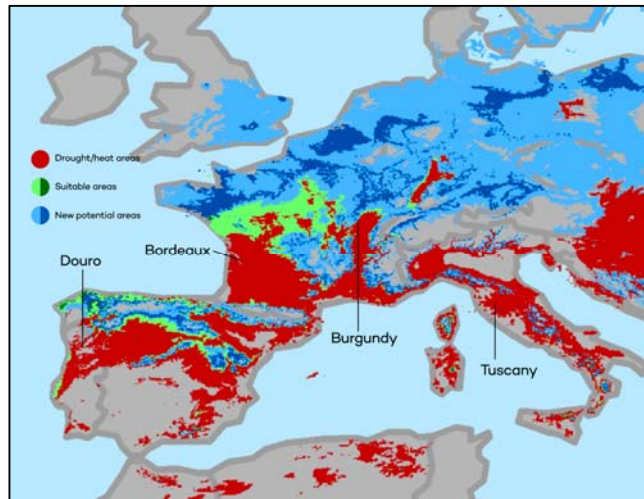 Drought/heat areas
Suitable areas
New potential areas
Bordeaux
Douro
Burgundy
Tuscany